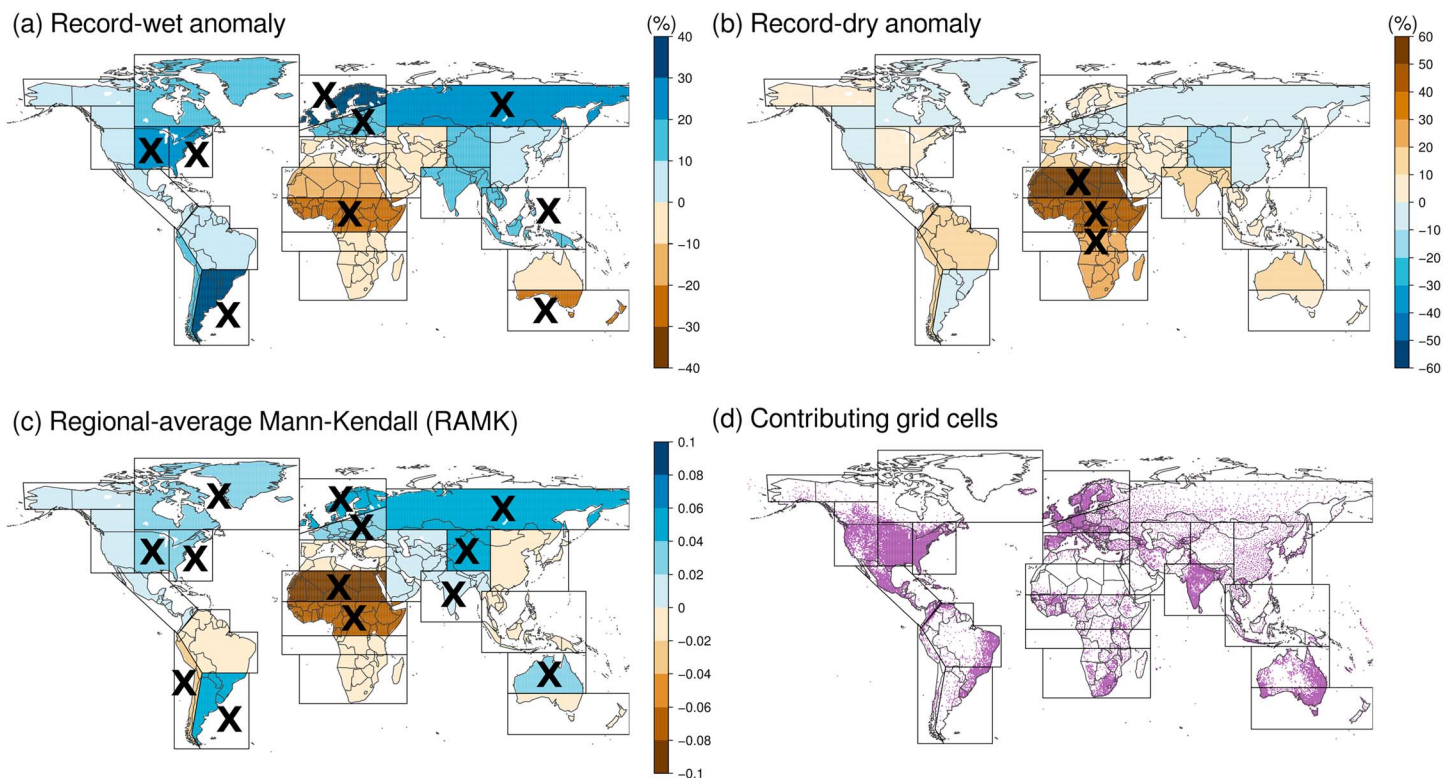 (a) Record-wet anomaly
(%)
40
30
20
10
0
−10
−20
−30
−40
X
X
X
X
X
X
X
X
X
(b) Record-dry anomaly
(%)
60
50
40
30
20
10
0
−10
−20
−30
−40
−50
−60
X
X
X
(c) Regional-average Mann-Kendall (RAMK)
0.1
0.08
0.06
0.04
0.02
0
−0.02
−0.04
−0.06
−0.08
−0.1
X
X
X
X
X
X
X
X
X
X
X
X
X
(d) Contributing grid cells